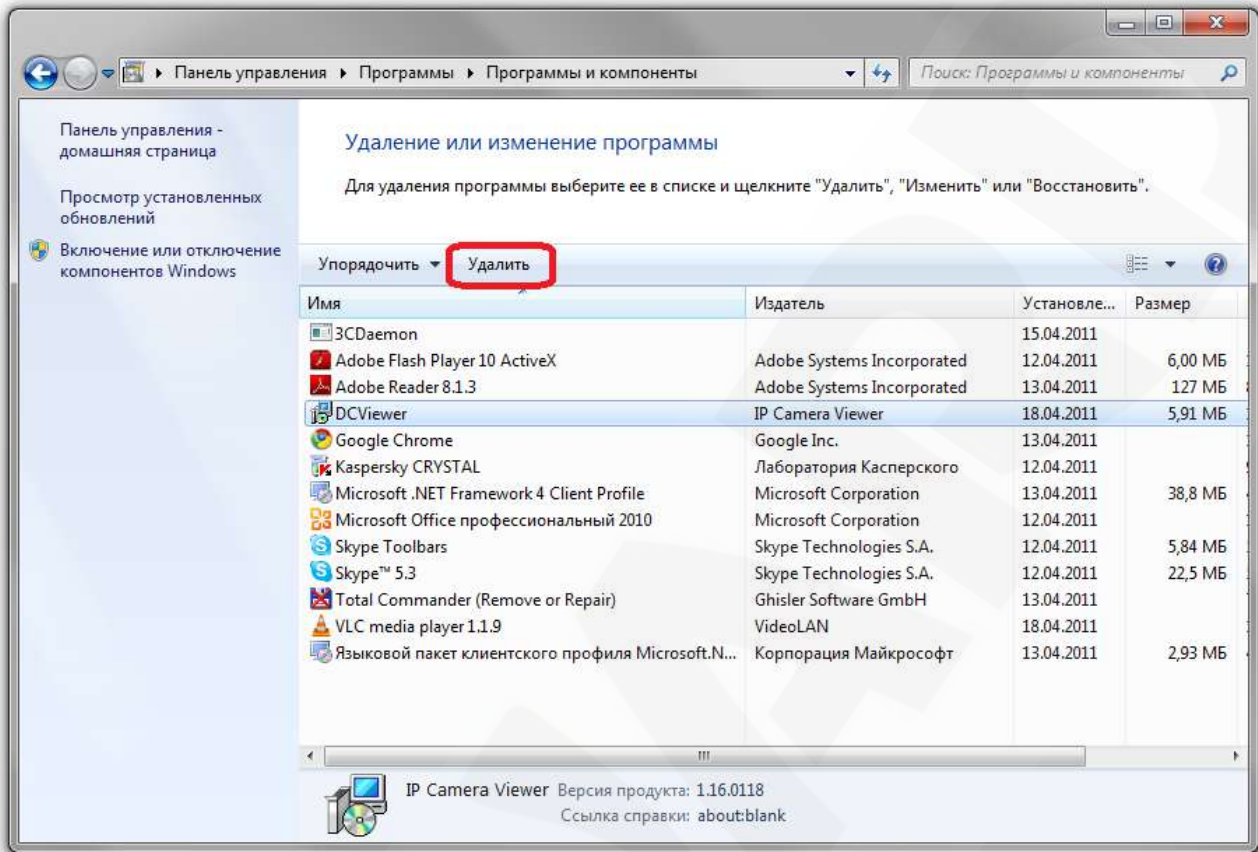 Панель управления ▸ Программы ▸ Программы и компоненты
Поиск: Программы и компоненты
Панель управления -
домашняя страница
Просмотр установленных
обновлений
Включение или отключение
компонентов Windows
Удаление или изменение программы
Для удаления программы выберите ее в списке и щелкните "Удалить", "Изменить" или "Восстановить".
Упорядочить Удалить
Имя Издатель Установле... Размер
3CDaemon 15.04.2011
Adobe Flash Player 10 ActiveX Adobe Systems Incorporated 12.04.2011 6,00 МБ
Adobe Reader 8.1.3 Adobe Systems Incorporated 13.04.2011 127 МБ
DCViewer IP Camera Viewer 18.04.2011 5,91 МБ
Google Chrome Google Inc. 13.04.2011
Kaspersky CRYSTAL Лаборатория Касперского 12.04.2011
Microsoft .NET Framework 4 Client Profile Microsoft Corporation 13.04.2011 38,8 МБ
Microsoft Office профессиональный 2010 Microsoft Corporation 12.04.2011
Skype Toolbars Skype Technologies S.A. 12.04.2011 5,84 МБ
Skype™ 5.3 Skype Technologies S.A. 12.04.2011 22,5 МБ
Total Commander (Remove or Repair) Ghisler Software GmbH 13.04.2011
VLC media player 1.1.9 VideoLAN 18.04.2011
Языковой пакет клиентского профиля Microsoft.N... Корпорация Майкрософт 13.04.2011 2,93 МБ
IP Camera Viewer Версия продукта: 1.16.0118
Ссылка справки: about:blank